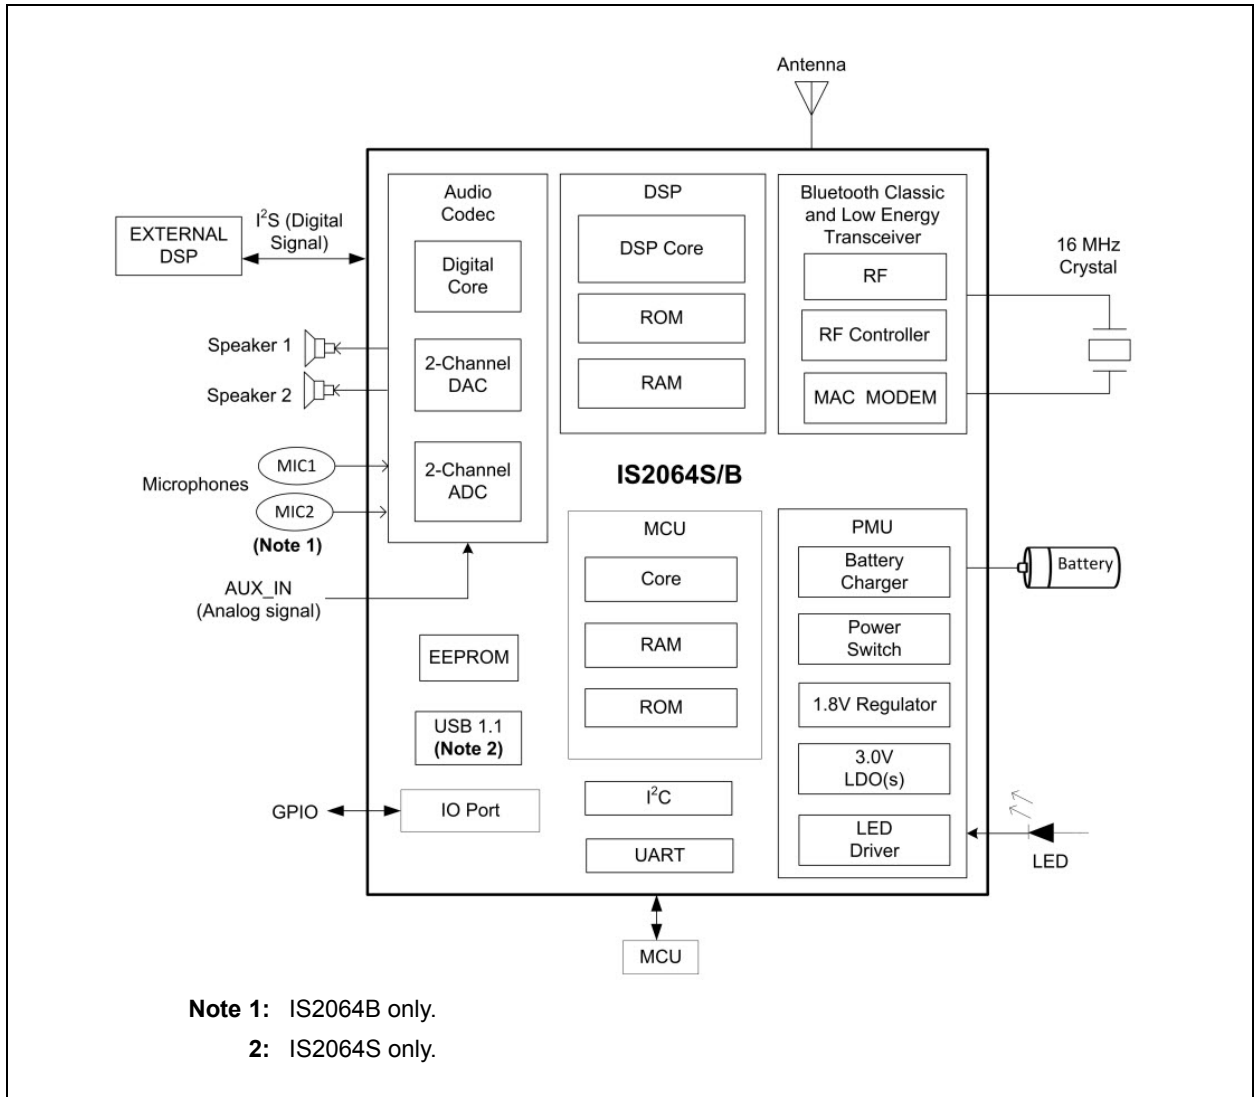 Antenna
Audio
Codec
Digital
Core
2-Channel
DAC
2-Channel
ADC
DSP
DSP Core
ROM
RAM
Bluetooth Classic
and Low Energy
Transceiver
RF
RF Controller
MAC MODEM
16 MHz
Crystal
EXTERNAL
DSP
I²S (Digital
Signal)
Speaker 1
Speaker 2
Microphones
MIC1
MIC2
(Note 1)
AUX_IN
(Analog signal)
IS2064S/B
MCU
Core
RAM
ROM
PMU
Battery
Charger
Power
Switch
1.8V Regulator
3.0V
LDO(s)
LED
Driver
Battery
LED
EEPROM
USB 1.1
(Note 2)
GPIO
IO Port
I²C
UART
MCU
Note 1: IS2064B only.
2: IS2064S only.